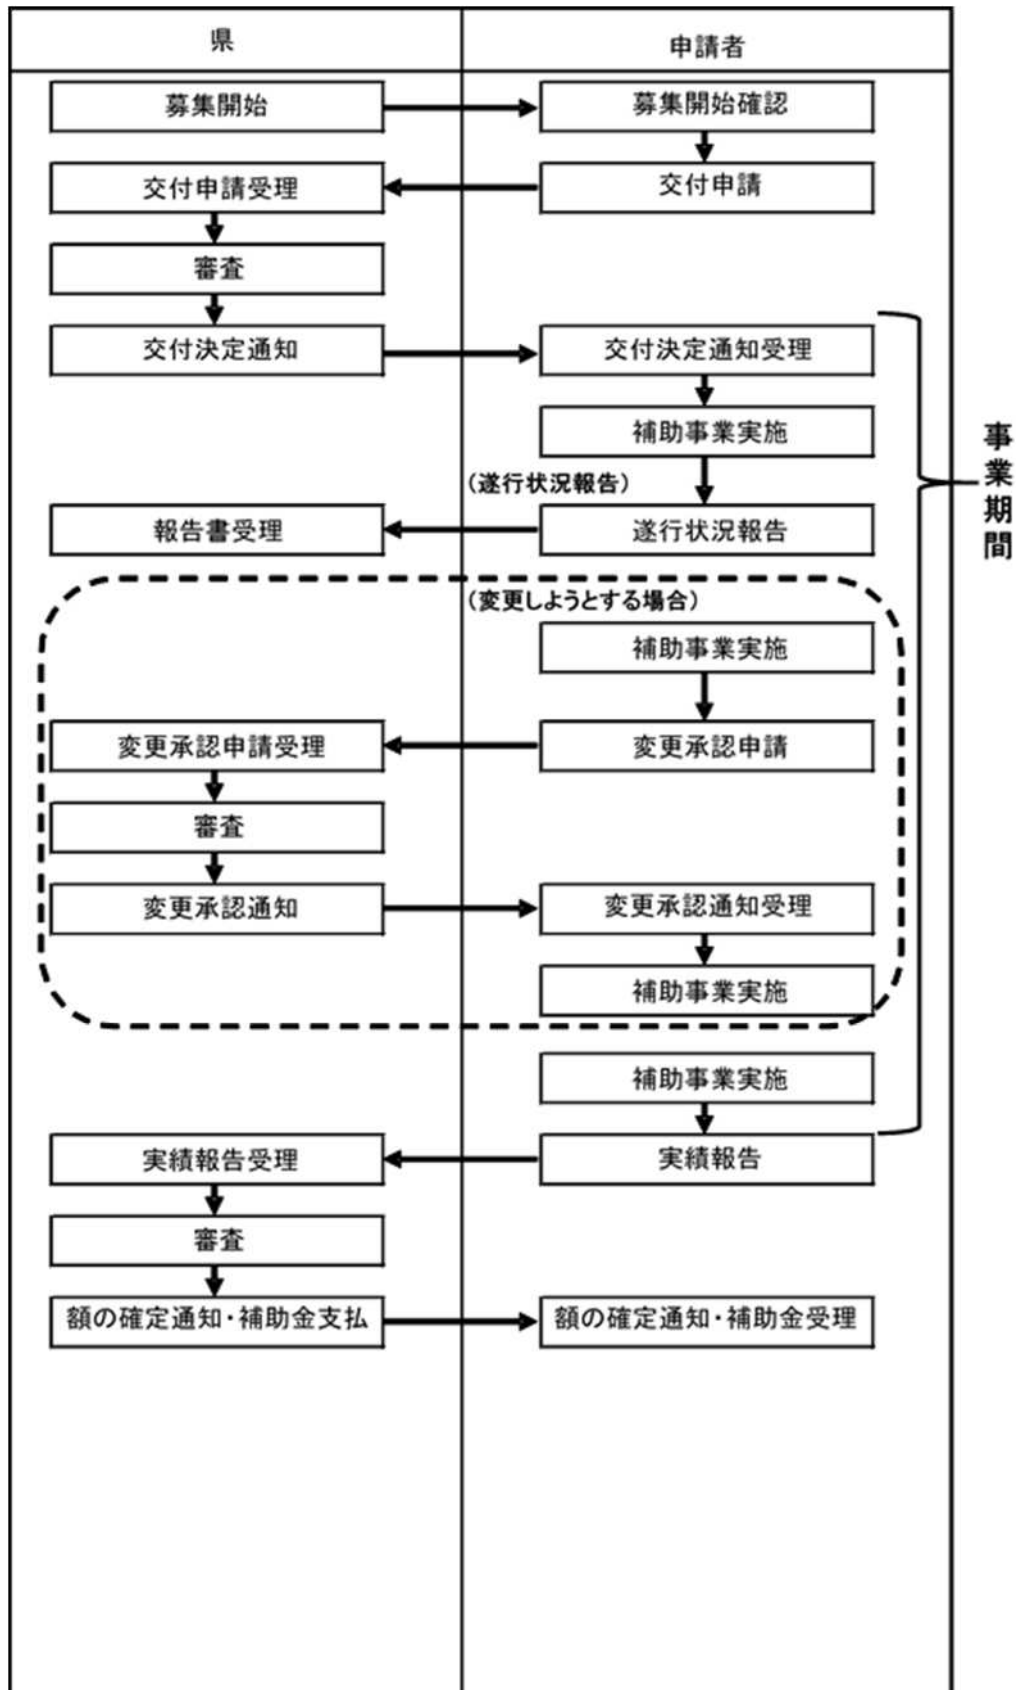 県
申請者
募集開始
募集開始確認
交付申請受理
交付申請
審査
交付決定通知
交付決定通知受理
補助事業実施
(遂行状況報告)
報告書受理
遂行状況報告
事業期間
(変更しようとする場合)
補助事業実施
変更承認申請受理
変更承認申請
審査
変更承認通知
変更承認通知受理
補助事業実施
補助事業実施
実績報告受理
実績報告
審査
額の確定通知・補助金支払
額の確定通知・補助金受理